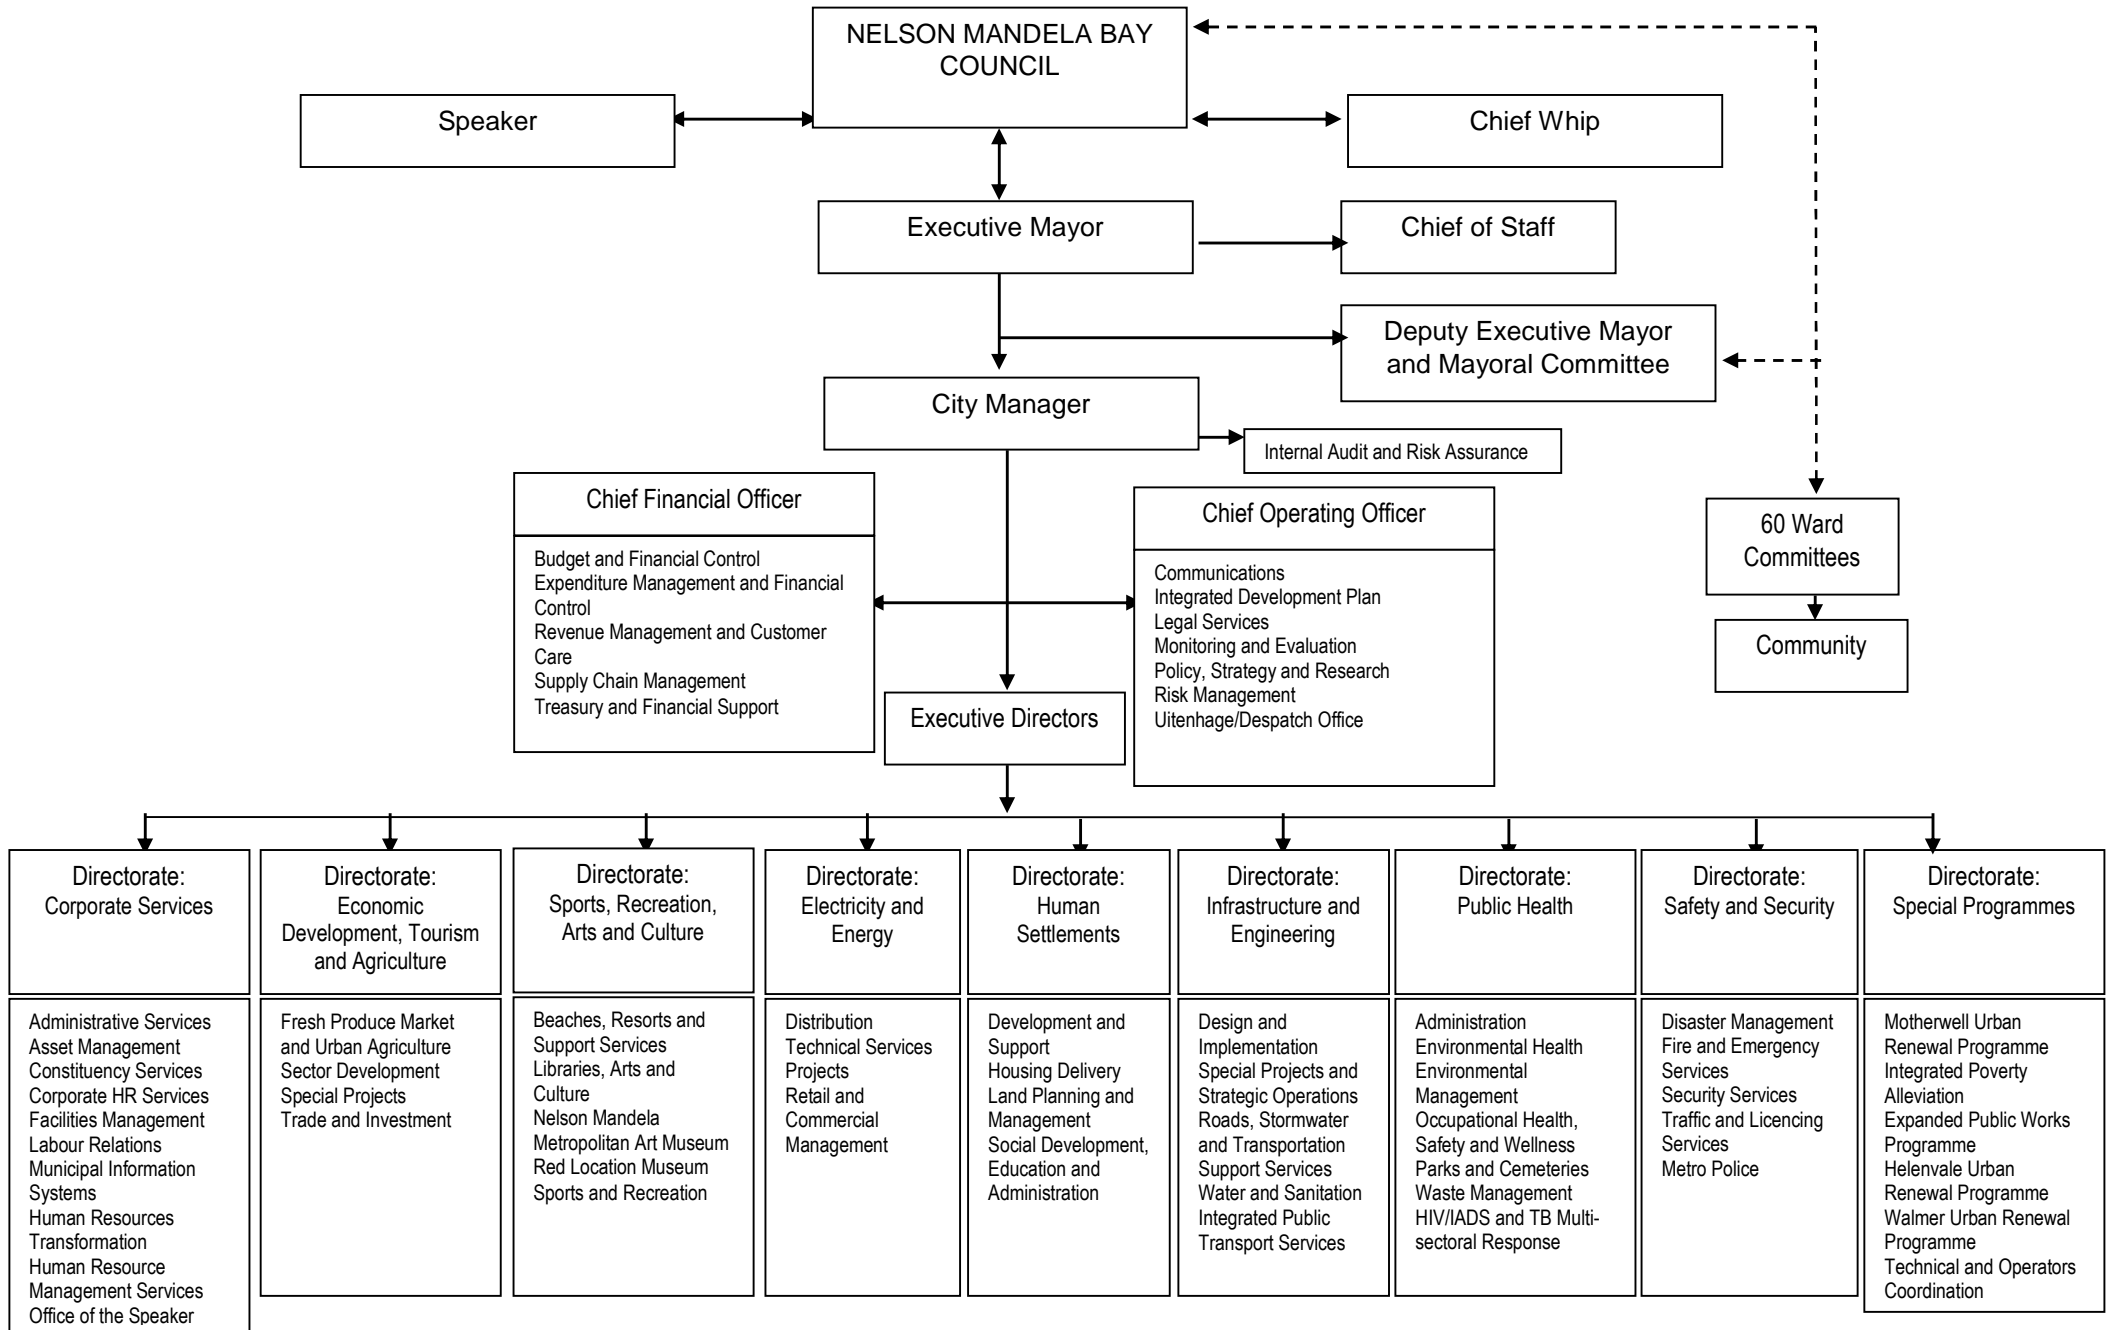 NELSON MANDELA BAY
COUNCIL
Speaker
Chief Whip
Executive Mayor
Chief of Staff
Deputy Executive Mayor
and Mayoral Committee
City Manager
Internal Audit and Risk Assurance
Chief Financial Officer
Budget and Financial Control
Expenditure Management and Financial
Control
Revenue Management and Customer
Care
Supply Chain Management
Treasury and Financial Support
Chief Operating Officer
Communications
Integrated Development Plan
Legal Services
Monitoring and Evaluation
Policy, Strategy and Research
Risk Management
Uitenhage/Despatch Office
60 Ward
Committees
Community
Executive Directors
Directorate:
Corporate Services
Administrative Services
Asset Management
Constituency Services
Corporate HR Services
Facilities Management
Labour Relations
Municipal Information
Systems
Human Resources
Transformation
Human Resource
Management Services
Office of the Speaker
Directorate:
Economic
Development, Tourism
and Agriculture
Fresh Produce Market
and Urban Agriculture
Sector Development
Special Projects
Trade and Investment
Directorate:
Sports, Recreation,
Arts and Culture
Beaches, Resorts and
Support Services
Libraries, Arts and
Culture
Nelson Mandela
Metropolitan Art Museum
Red Location Museum
Sports and Recreation
Directorate:
Electricity and
Energy
Distribution
Technical Services
Projects
Retail and
Commercial
Management
Directorate:
Human
Settlements
Development and
Support
Housing Delivery
Land Planning and
Management
Social Development,
Education and
Administration
Directorate:
Infrastructure and
Engineering
Design and
Implementation
Special Projects and
Strategic Operations
Roads, Stormwater
and Transportation
Support Services
Water and Sanitation
Integrated Public
Transport Services
Directorate:
Public Health
Administration
Environmental Health
Environmental
Management
Occupational Health,
Safety and Wellness
Parks and Cemeteries
Waste Management
HIV/IADS and TB Multi-
sectoral Response
Directorate:
Safety and Security
Disaster Management
Fire and Emergency
Services
Security Services
Traffic and Licencing
Services
Metro Police
Directorate:
Special Programmes
Motherwell Urban
Renewal Programme
Integrated Poverty
Alleviation
Expanded Public Works
Programme
Helenvale Urban
Renewal Programme
Walmer Urban Renewal
Programme
Technical and Operators
Coordination